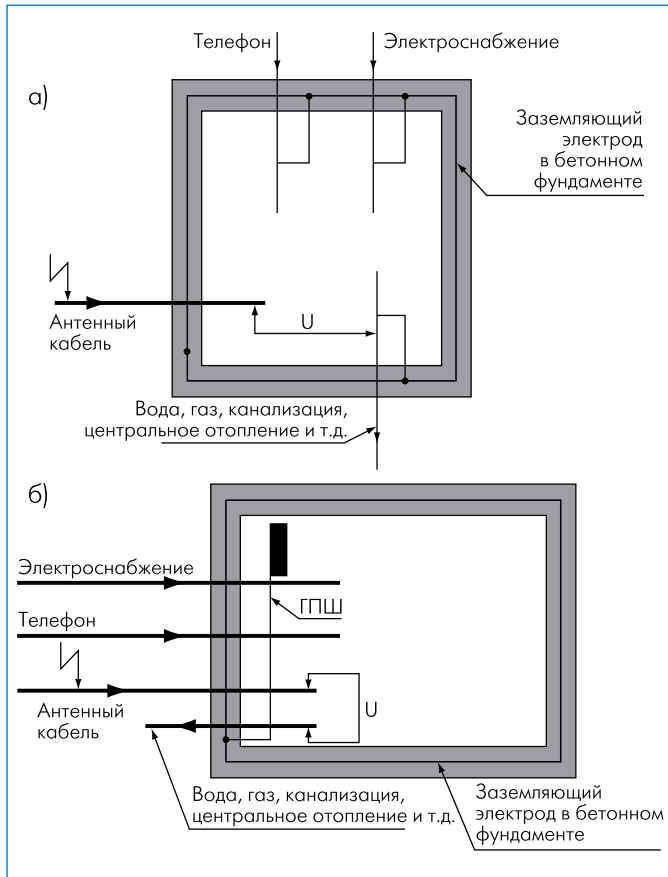 а)
Телефон
Электроснабжение
Заземляющий
электрод
в бетонном
фундаменте
Антенный
кабель
U
Вода, газ, канализация,
центральное отопление и т.д.
б)
Электроснабжение
ГПШ
Телефон
Антенный
кабель
U
Вода, газ, канализация,
центральное отопление и т.д.
Заземляющий
электрод в бетонном
фундаменте